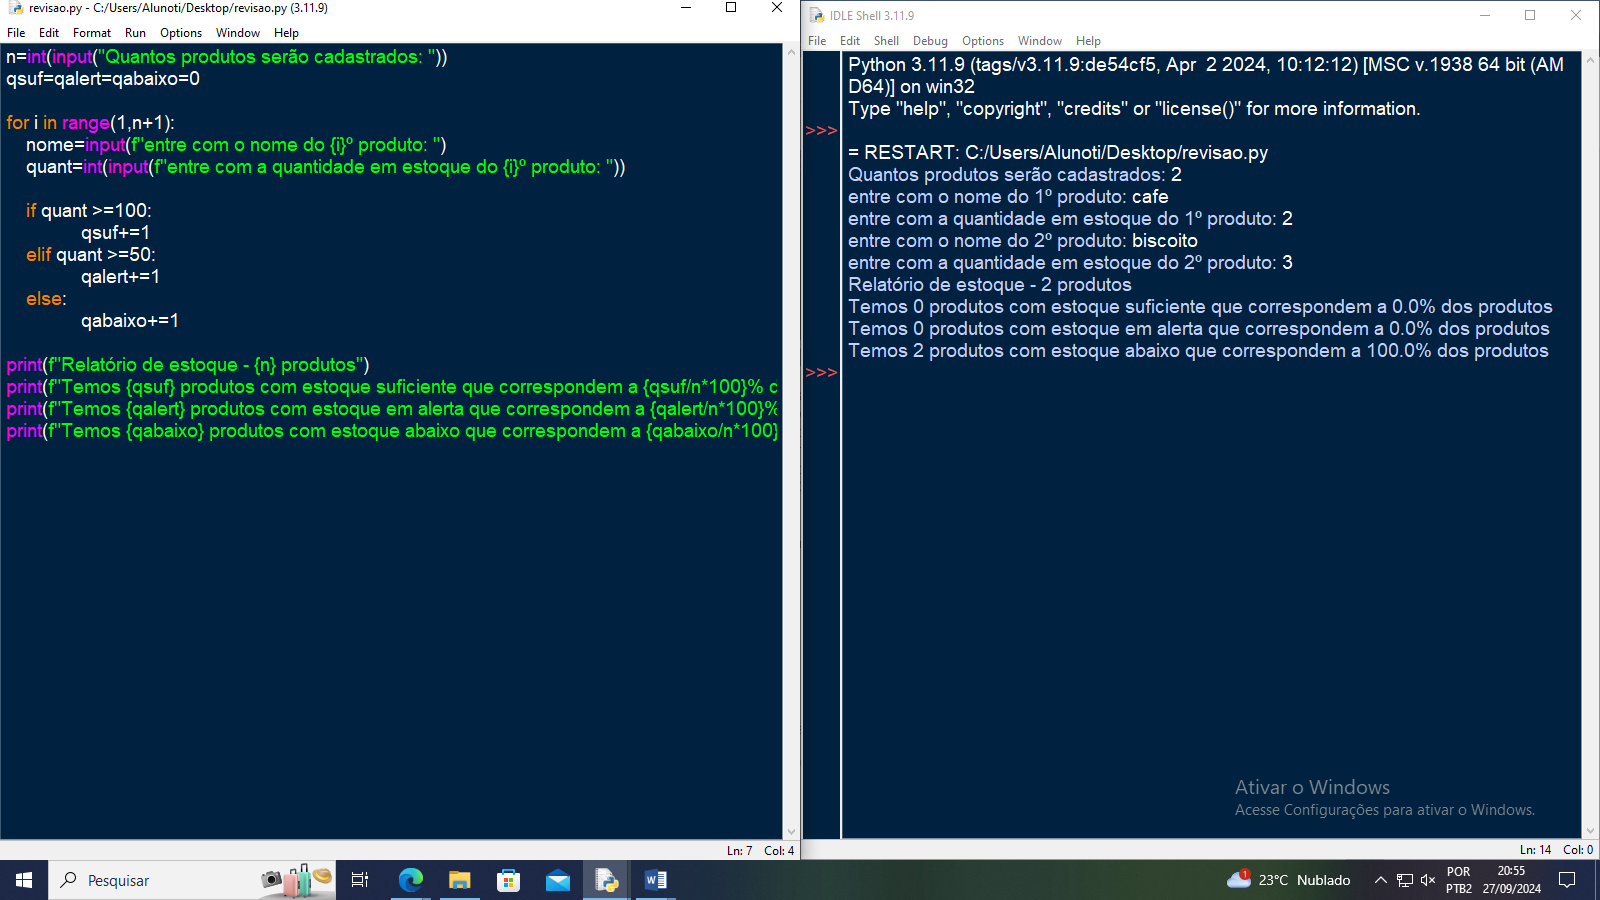 revisao.py - C:/Users/Alunoti/Desktop/revisao.py (3.11.9)
File Edit Format Run Options Window Help
n=int(input("Quantos produtos serão cadastrados: "))
qsuf=qalert=qabaixo=0
for i in range(1,n+1):
nome=input(f"entre com o nome do {i}º produto: ")
quant=int(input(f"entre com a quantidade em estoque do {i}º produto: "))
if quant >=100:
qsuf+=1
elif quant >=50:
qalert+=1
else:
qabaixo+=1
print(f"Relatório de estoque - {n} produtos")
print(f"Temos {qsuf} produtos com estoque suficiente que correspondem a {qsuf/n*100}%
print(f"Temos {qalert} produtos com estoque em alerta que correspondem a {qalert/n*100}%
print(f"Temos {qabaixo} produtos com estoque abaixo que correspondem a {qabaixo/n*100}
Ln: 7 Col: 4
IDLE Shell 3.11.9
File Edit Shell Debug Options Window Help
Python 3.11.9 (tags/v3.11.9:de54cf5, Apr 2 2024, 10:12:12) [MSC v.1938 64 bit (AM
D64)] on win32
Type "help", "copyright", "credits" or "license()" for more information.
>>>
= RESTART: C:/Users/Alunoti/Desktop/revisao.py
Quantos produtos serão cadastrados: 2
entre com o nome do 1º produto: cafe
entre com a quantidade em estoque do 1º produto: 2
entre com o nome do 2º produto: biscoito
entre com a quantidade em estoque do 2º produto: 3
Relatório de estoque - 2 produtos
Temos 0 produtos com estoque suficiente que correspondem a 0.0% dos produtos
Temos 0 produtos com estoque em alerta que correspondem a 0.0% dos produtos
Temos 2 produtos com estoque abaixo que correspondem a 100.0% dos produtos
>>>
Ativar o Windows
Acesse Configurações para ativar o Windows.
Ln: 14 Col: 0
Pesquisar
W
1
23°C Nublado
POR
PTB2
20:55
27/09/2024